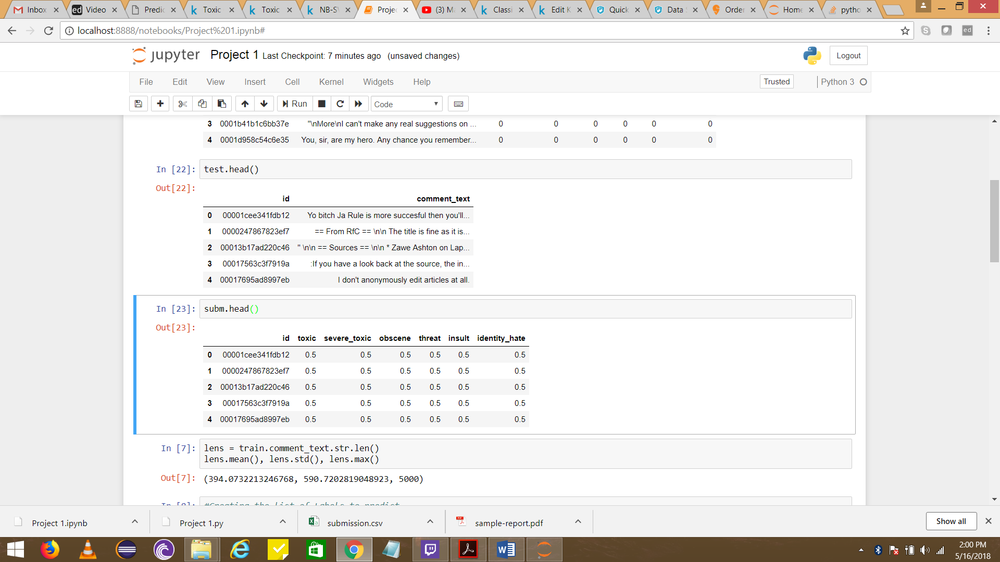 Inbox
ed Video
Predic
k Toxic
k Toxic
k NB-SV
Projec
(3) Ma
k Classi
k Edit K
Quick
Data S
Order
Home
pytho
localhost:8888/notebooks/Project%201.ipynb#
S
ed
jupyter Project 1 Last Checkpoint: 7 minutes ago (unsaved changes)
Logout
File Edit View Insert Cell Kernel Widgets Help
Trusted
Python 3
Run
Code
3 0001b41b1c6bb37e "\nMore\nI can't make any real suggestions on ... 0 0 0 0 0 0
4 0001d958c54c6e35 You, sir, are my hero. Any chance you remember... 0 0 0 0 0 0
In [22]: test.head()
Out[22]:
id comment_text
0 00001cee341fdb12 Yo bitch Ja Rule is more succesful then you'll...
1 0000247867823ef7 == From RfC == \n\n The title is fine as it is...
2 00013b17ad220c46 " \n\n == Sources == \n\n * Zawe Ashton on Lap...
3 00017563c3f7919a :If you have a look back at the source, the in...
4 00017695ad8997eb I don't anonymously edit articles at all.
In [23]: subm.head()
Out[23]:
id toxic severe_toxic obscene threat insult identity_hate
0 00001cee341fdb12 0.5 0.5 0.5 0.5 0.5 0.5
1 0000247867823ef7 0.5 0.5 0.5 0.5 0.5 0.5
2 00013b17ad220c46 0.5 0.5 0.5 0.5 0.5 0.5
3 00017563c3f7919a 0.5 0.5 0.5 0.5 0.5 0.5
4 00017695ad8997eb 0.5 0.5 0.5 0.5 0.5 0.5
In [7]: lens = train.comment_text.str.len()
lens.mean(), lens.std(), lens.max()
Out[7]: (394.0732213246768, 590.7202819048923, 5000)
In [8]: #Creating the list of Labels to predict
Project 1.ipynb
Project 1.py
submission.csv
sample-report.pdf
Show all
2:00 PM
5/16/2018